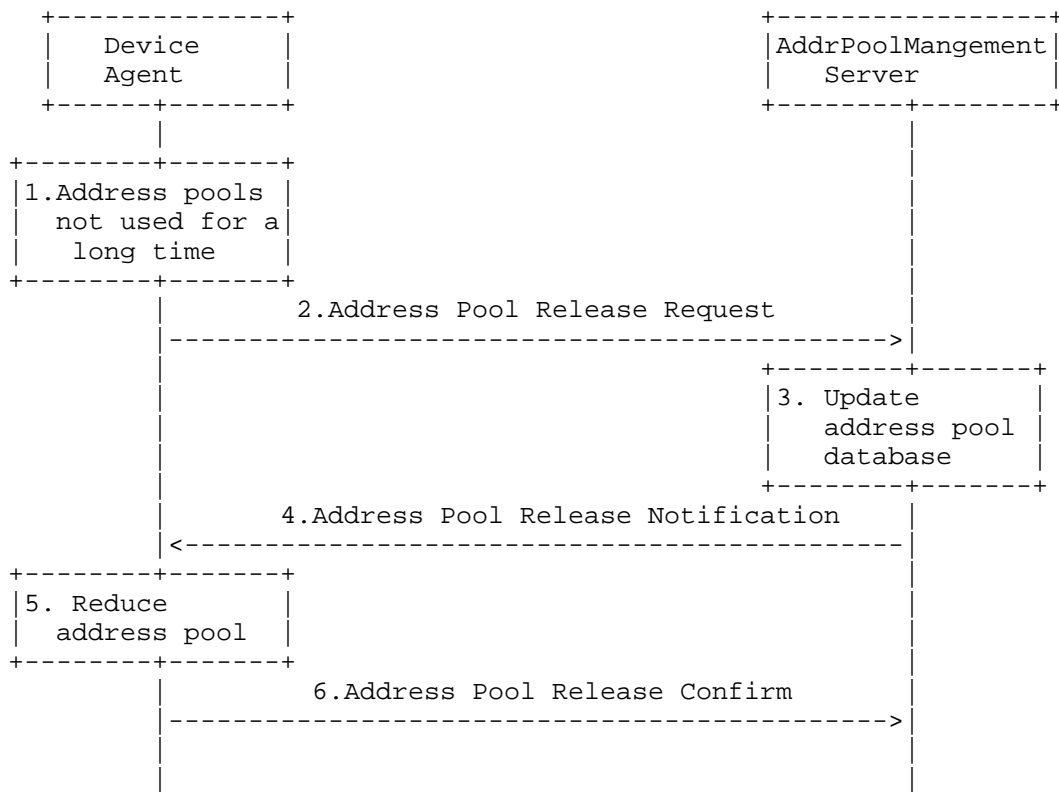 Device
Agent
AddrPoolMangement
Server
1.Address pools
not used for a
long time
2.Address Pool Release Request
3. Update
address pool
database
4.Address Pool Release Notification
5. Reduce
address pool
6.Address Pool Release Confirm